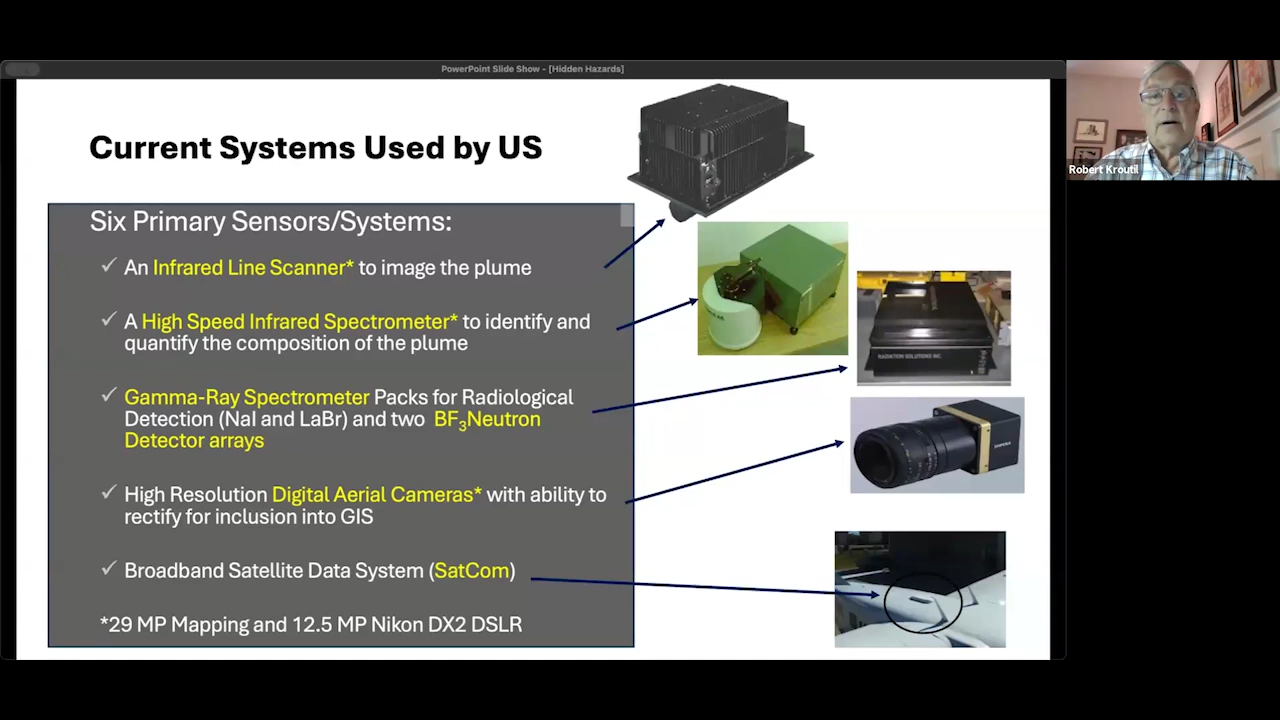 PowerPoint Slide Show - [Hidden Hazards]
Current Systems Used by US
Six Primary Sensors/Systems:
✓ An Infrared Line Scanner* to image the plume
✓ A High Speed Infrared Spectrometer* to identify and
quantify the composition of the plume
✓ Gamma-Ray Spectrometer Packs for Radiological
Detection (NaI and LaBr) and two BF₃Neutron
Detector arrays
✓ High Resolution Digital Aerial Cameras* with ability to
rectify for inclusion into GIS
✓ Broadband Satellite Data System (SatCom)
*29 MP Mapping and 12.5 MP Nikon DX2 DSLR
RADIATION SOLUTIONS INC.
Robert Kroutil